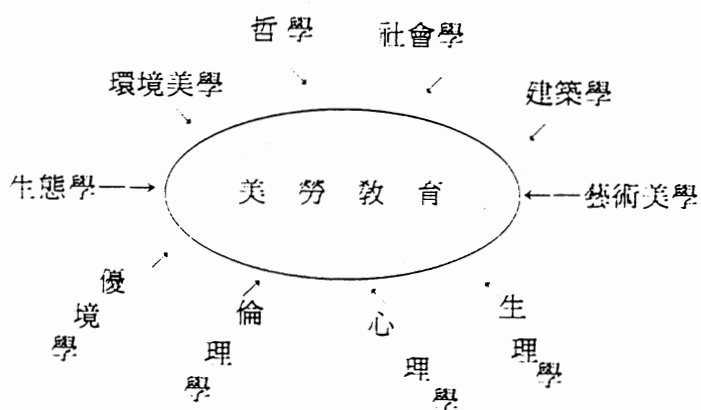 哲學
社會學
環境美學
建築學
生態學
美勞教育
藝術美學
優境學
倫理學
心理學
生理學